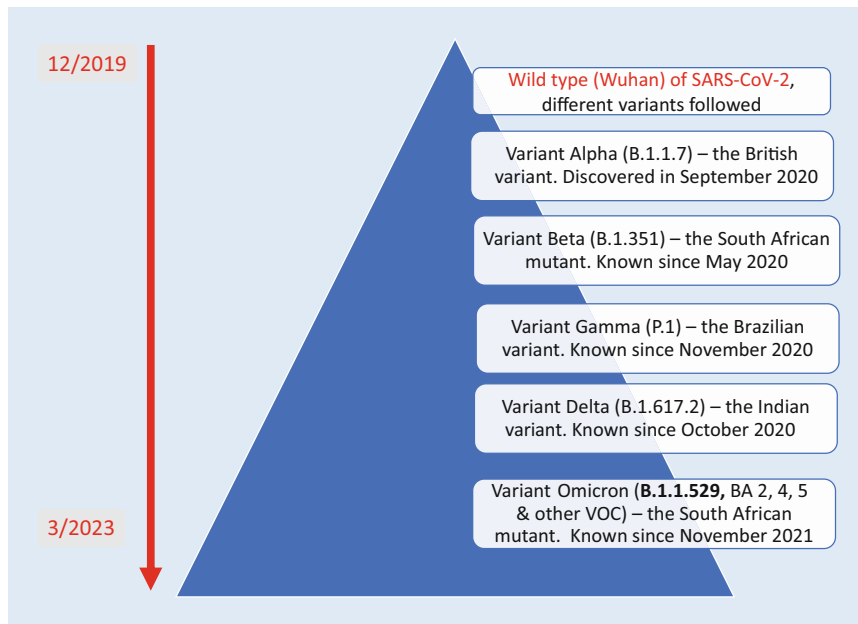 12/2019
Wild type (Wuhan) of SARS-CoV-2,
different variants followed
Variant Alpha (B.1.1.7) – the British
variant. Discovered in September 2020
Variant Beta (B.1.351) – the South African
mutant. Known since May 2020
Variant Gamma (P.1) – the Brazilian
variant. Known since November 2020
Variant Delta (B.1.617.2) – the Indian
variant. Known since October 2020
Variant Omicron (B.1.1.529, BA 2, 4, 5
& other VOC) – the South African
mutant. Known since November 2021
3/2023